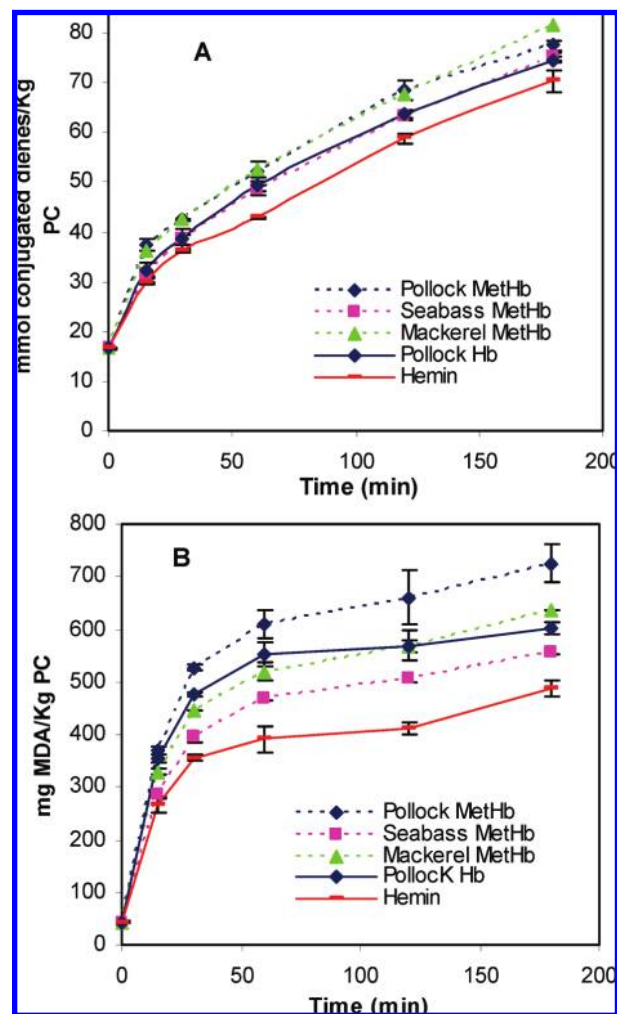 A
80
70
60
50
40
30
20
10
0
mmol conjugated dienes/Kg
PC
Pollock MetHb
Seabass MetHb
Mackerel MetHb
Pollock Hb
Hemin
0 50 100 150 200
Time (min)
B
800
700
600
500
400
300
200
100
0
mg MDA/Kg PC
Pollock MetHb
Seabass MetHb
Mackerel MetHb
PollocK Hb
Hemin
0 50 100 150 200
Time (min)